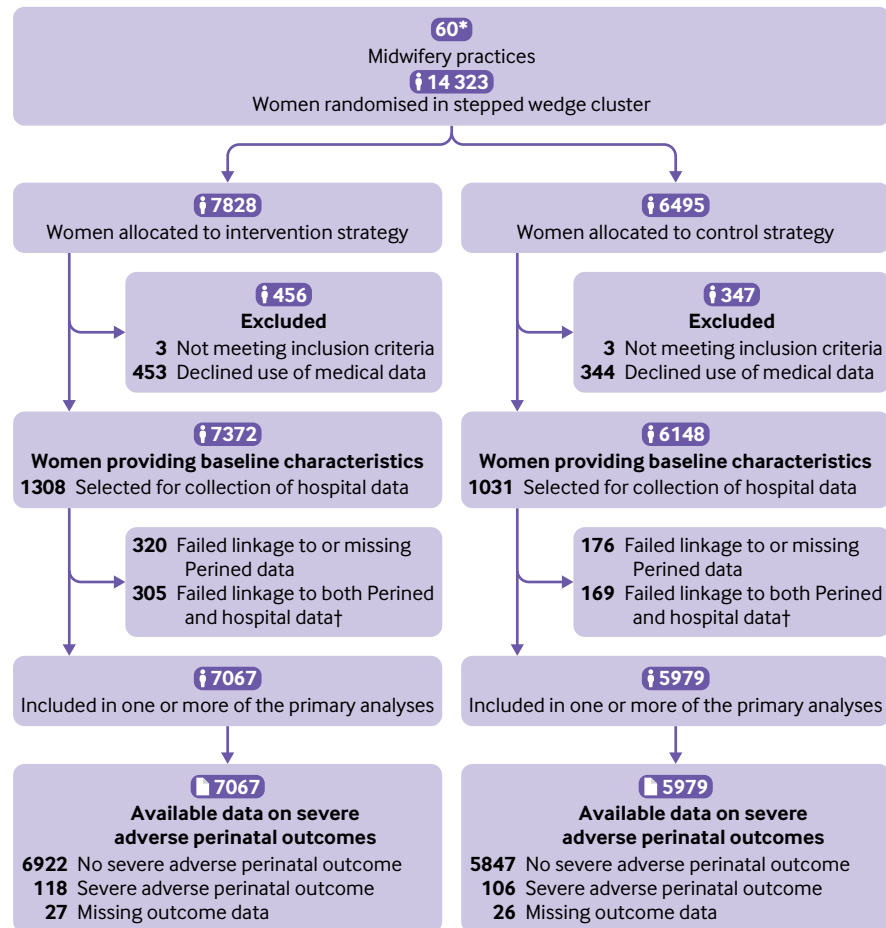 60*
Midwifery practices
14 323
Women randomised in stepped wedge cluster
7828
Women allocated to intervention strategy
6495
Women allocated to control strategy
456
Excluded
3 Not meeting inclusion criteria
453 Declined use of medical data
347
Excluded
3 Not meeting inclusion criteria
344 Declined use of medical data
7372
Women providing baseline characteristics
1308 Selected for collection of hospital data
6148
Women providing baseline characteristics
1031 Selected for collection of hospital data
320 Failed linkage to or missing
Perined data
305 Failed linkage to both Perined
and hospital data†
176 Failed linkage to or missing
Perined data
169 Failed linkage to both Perined
and hospital data†
7067
Included in one or more of the primary analyses
5979
Included in one or more of the primary analyses
7067
Available data on severe
adverse perinatal outcomes
6922 No severe adverse perinatal outcome
118 Severe adverse perinatal outcome
27 Missing outcome data
5979
Available data on severe
adverse perinatal outcomes
5847 No severe adverse perinatal outcome
106 Severe adverse perinatal outcome
26 Missing outcome data